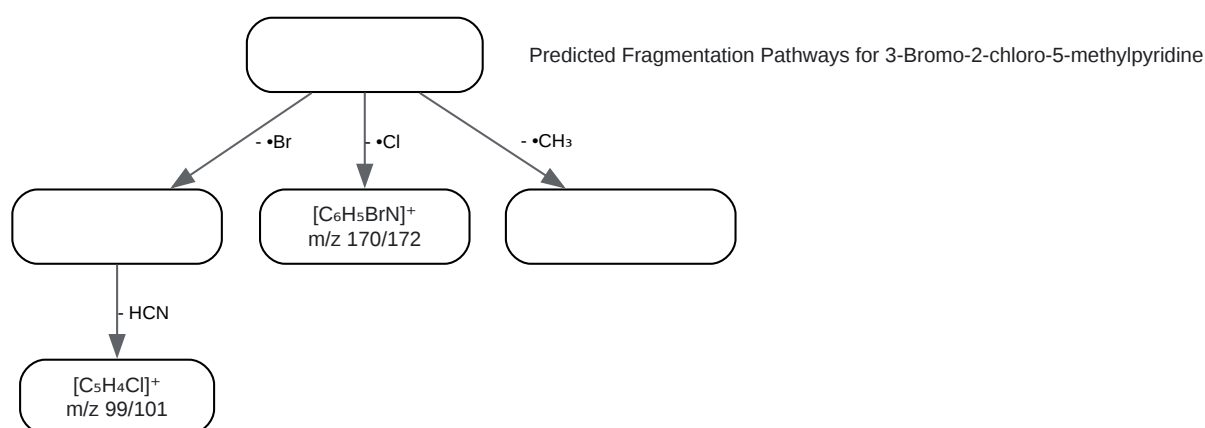 Predicted Fragmentation Pathways for 3-Bromo-2-chloro-5-methylpyridine
- •Br
- •Cl
- •CH₃
[C₆H₅BrN]⁺
m/z 170/172
- HCN
[C₅H₄Cl]⁺
m/z 99/101